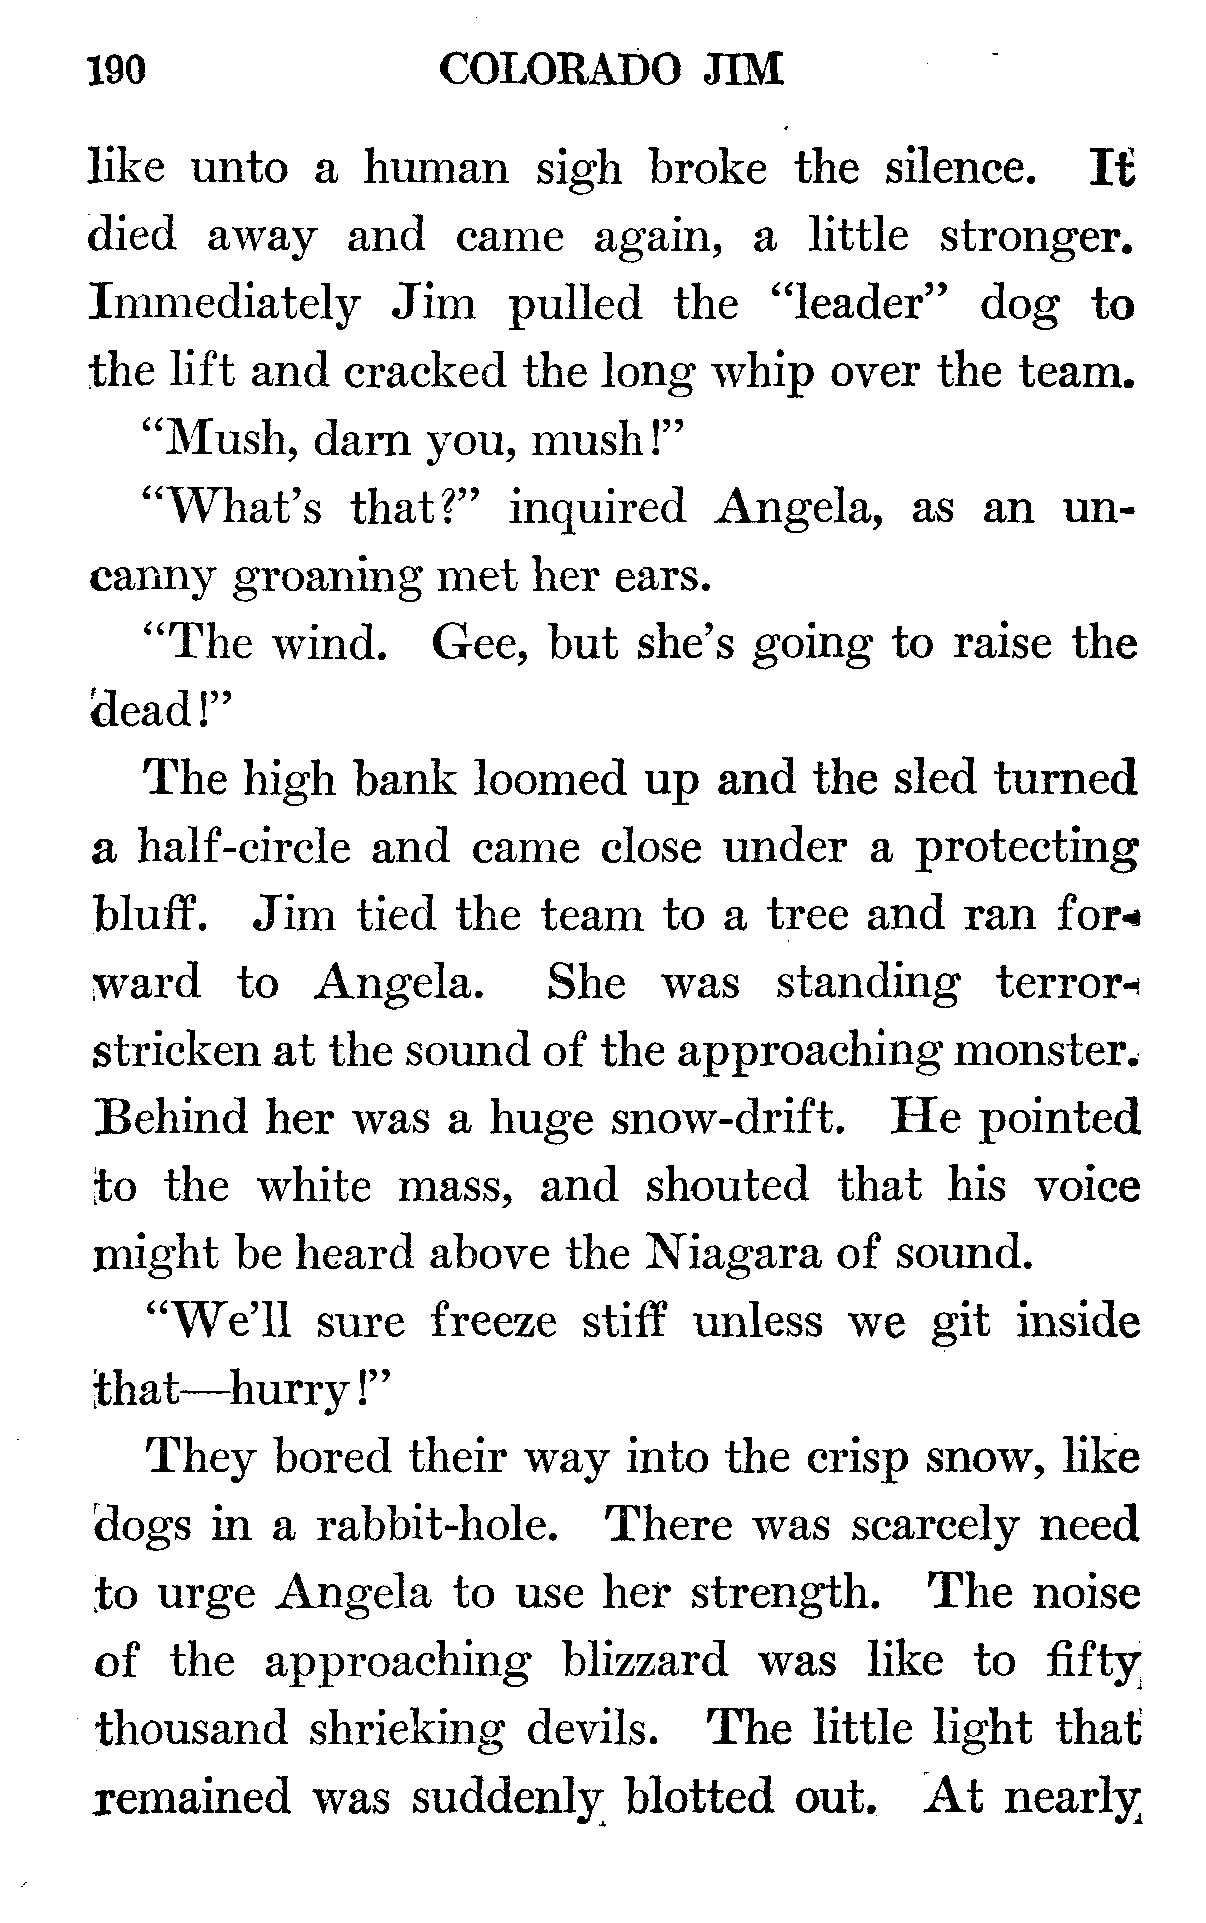 190 COLORADO JIM
like unto a human sigh broke the silence. It
died away and came again, a little stronger.
Immediately Jim pulled the “leader” dog to
the lift and cracked the long whip over the team.
“Mush, darn you, mush!”
“What’s that?” inquired Angela, as an un-
canny groaning met her ears.
“The wind. Gee, but she’s going to raise the
dead!”
The high bank loomed up and the sled turned
a half-circle and came close under a protecting
bluff. Jim tied the team to a tree and ran for-
ward to Angela. She was standing terror-
stricken at the sound of the approaching monster.
Behind her was a huge snow-drift. He pointed
to the white mass, and shouted that his voice
might be heard above the Niagara of sound.
“We’ll sure freeze stiff unless we git inside
that—hurry!”
They bored their way into the crisp snow, like
dogs in a rabbit-hole. There was scarcely need
to urge Angela to use her strength. The noise
of the approaching blizzard was like to fifty
thousand shrieking devils. The little light that
remained was suddenly blotted out. At nearly